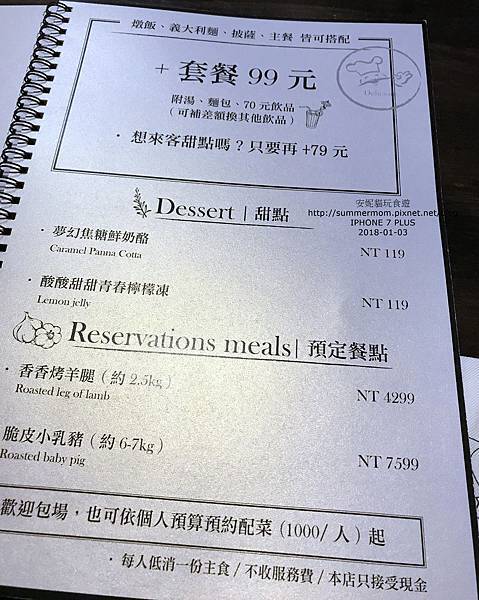 燉飯、義大利麵、披薩、主餐 皆可搭配
+ 套餐 99 元
附湯、麵包、70 元飲品
(可補差額換其他飲品)
· 想來客甜點嗎？只要再 +79 元
安妮貓玩食遊
http://summermom.pixnet.net/blog
IPHONE 7 PLUS
2018-01-03
Dessert | 甜點
· 夢幻焦糖鮮奶酪 NT 119
Caramel Panna Cotta
· 酸酸甜甜青春檸檬凍 NT 119
Lemon jelly
Reservations meals | 預定餐點
· 香香烤羊腿 (約 2.5kg) NT 4299
Roasted leg of lamb
脆皮小乳豬 (約 6-7kg) NT 7599
Roasted baby pig
歡迎包場，也可依個人預算預約配菜 (1000/ 人) 起
· 每人低消一份主食 / 不收服務費 / 本店只接受現金